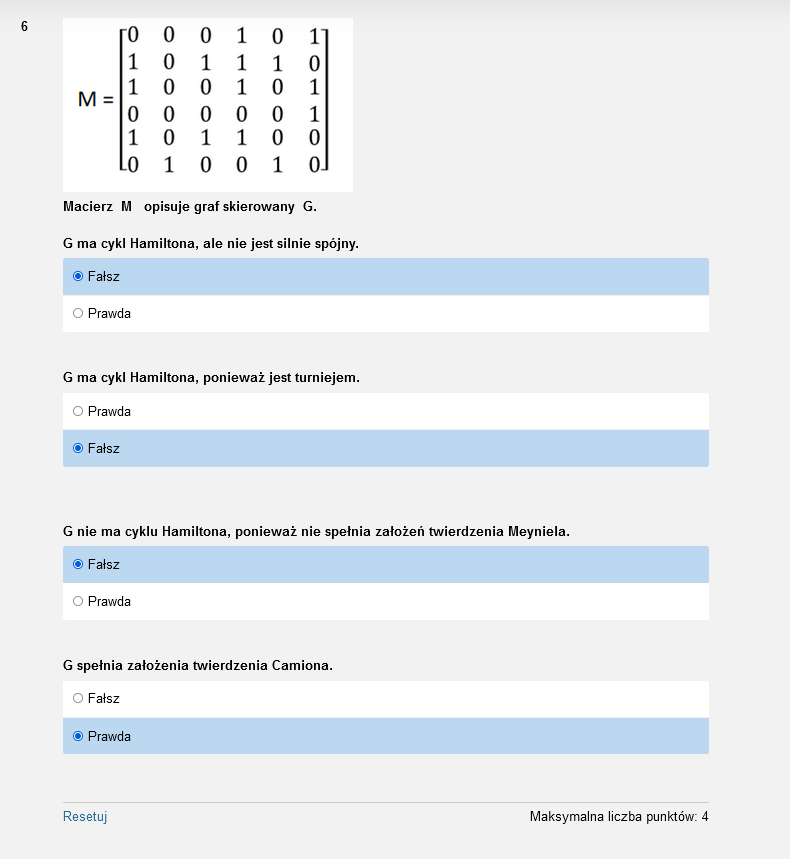 6
M =
0 0 0 1 0 1
1 0 1 1 1 0
1 0 0 1 0 1
0 0 0 0 0 1
1 0 1 1 0 0
0 1 0 0 1 0
Macierz M opisuje graf skierowany G.
G ma cykl Hamiltona, ale nie jest silnie spójny.
Fałsz
Prawda
G ma cykl Hamiltona, ponieważ jest turniejem.
Prawda
Fałsz
G nie ma cyklu Hamiltona, ponieważ nie spełnia założeń twierdzenia Meyniela.
Fałsz
Prawda
G spełnia założenia twierdzenia Camiona.
Fałsz
Prawda
Resetuj
Maksymalna liczba punktów: 4